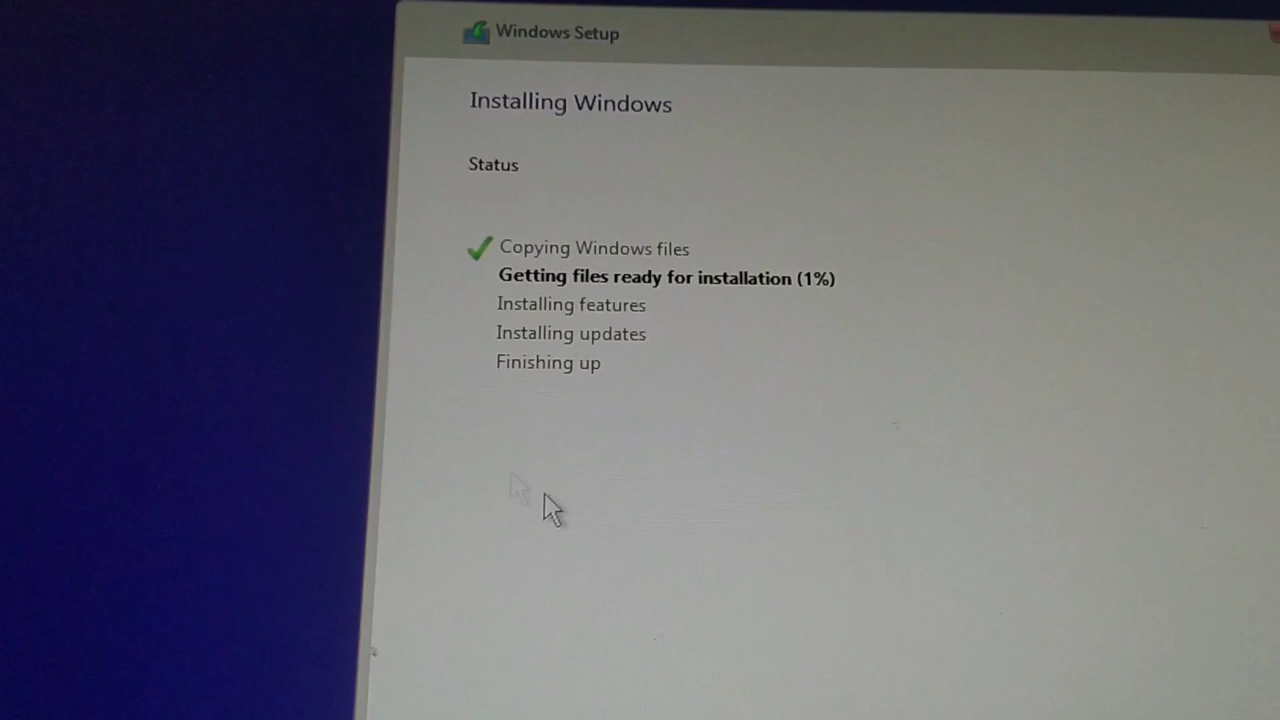 Windows Setup
Installing Windows
Status
Copying Windows files
Getting files ready for installation (1%)
Installing features
Installing updates
Finishing up